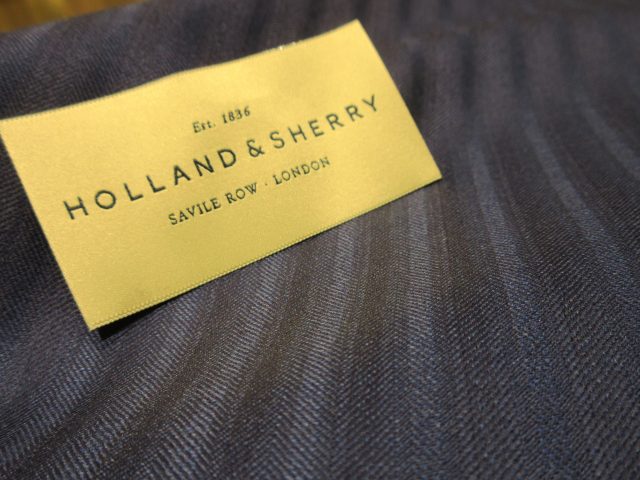 Est. 1836
HOLLAND & SHERRY
SAVILE ROW · LONDON